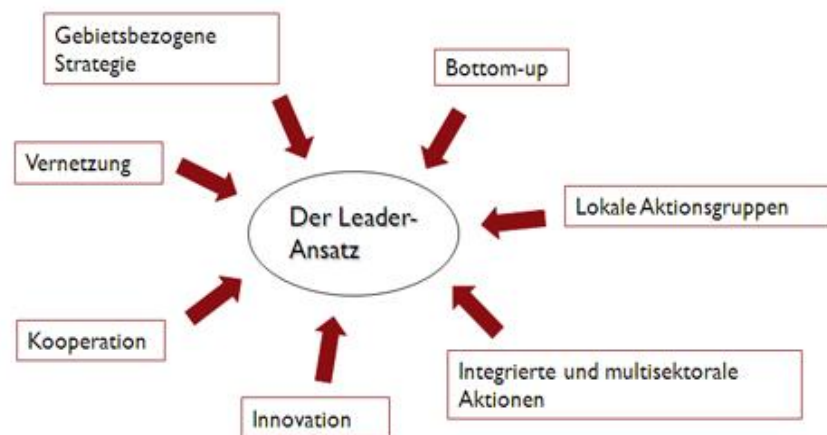 Gebietsbezogene
Strategie
Bottom-up
Vernetzung
Der Leader-
Ansatz
Lokale Aktionsgruppen
Kooperation
Innovation
Integrierte und multisektorale
Aktionen